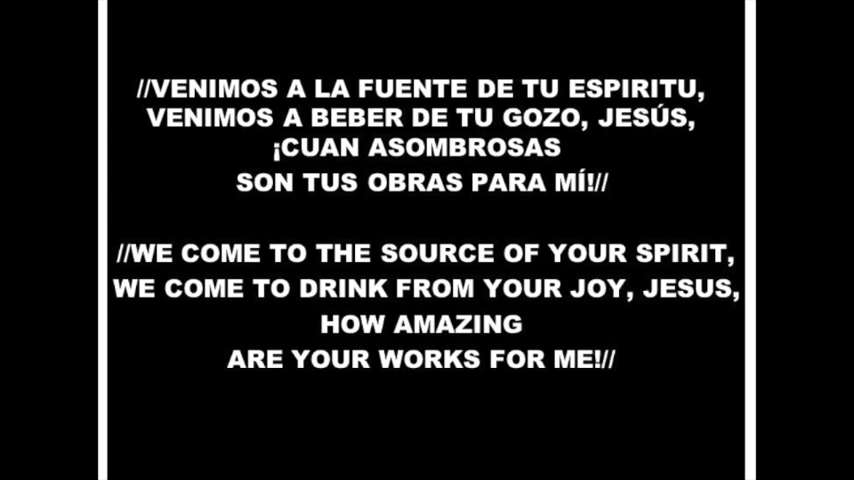 //VENIMOS A LA FUENTE DE TU ESPIRITU,
VENIMOS A BEBER DE TU GOZO, JESÚS,
¡CUAN ASOMBROSAS
SON TUS OBRAS PARA MÍ!//
//WE COME TO THE SOURCE OF YOUR SPIRIT,
WE COME TO DRINK FROM YOUR JOY, JESUS,
HOW AMAZING
ARE YOUR WORKS FOR ME!//